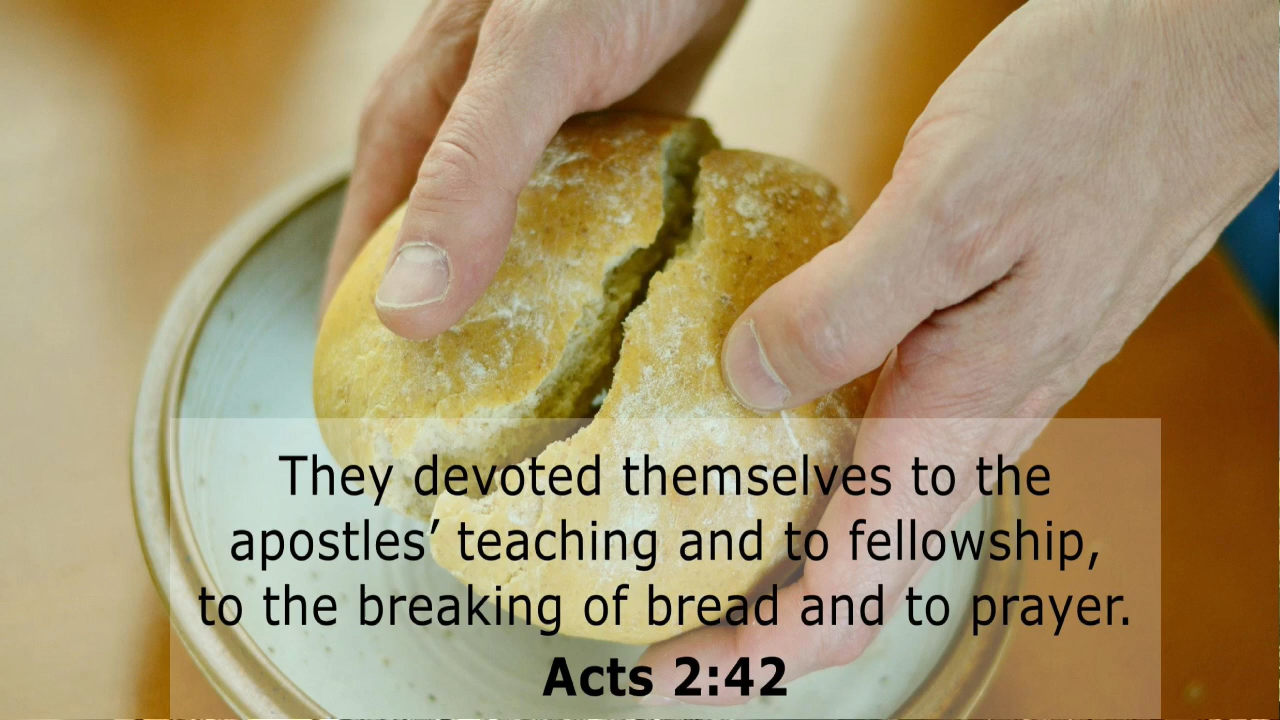 They devoted themselves to the
apostles’ teaching and to fellowship,
to the breaking of bread and to prayer.
Acts 2:42